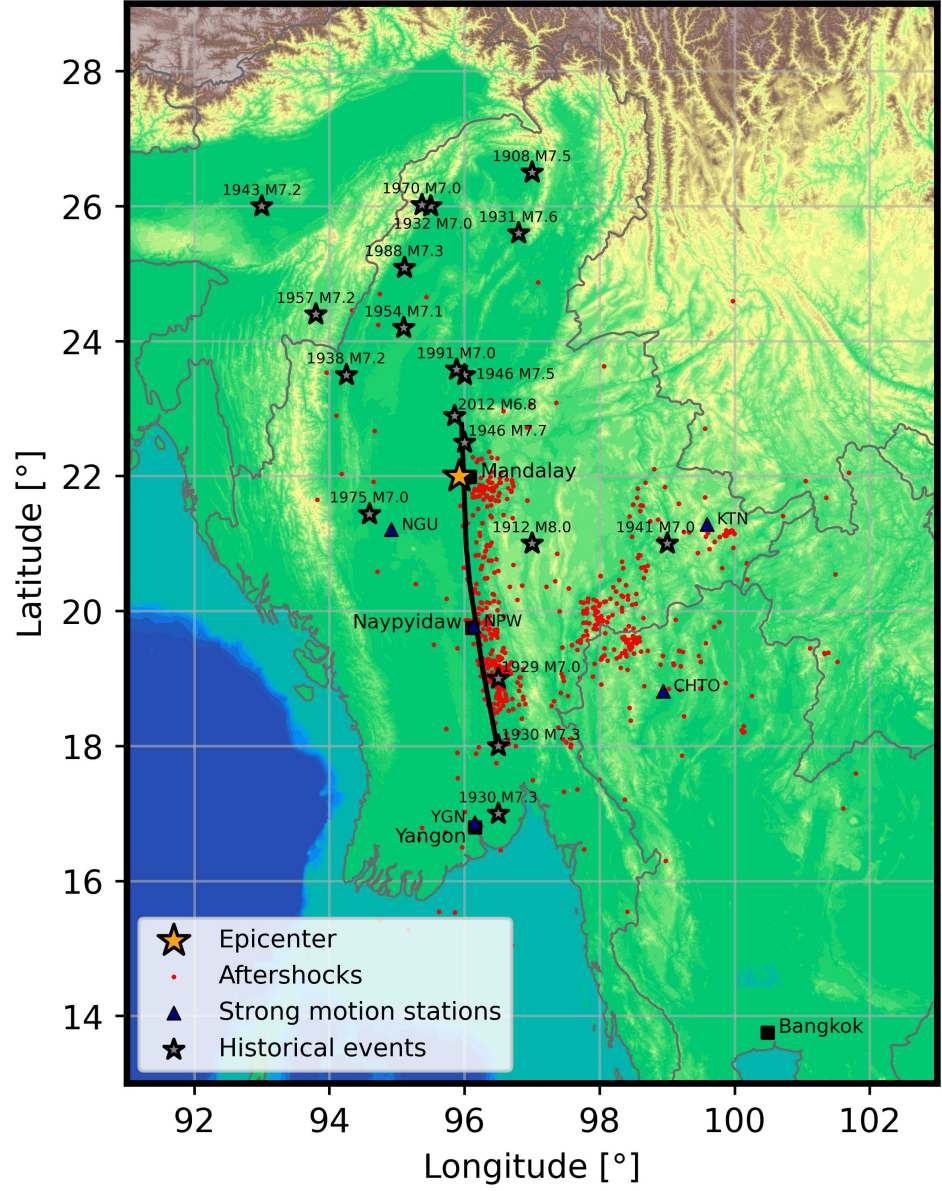 28
26
24
22
20
18
16
14
Latitude [°]
1908 M7.5
1943 M7.2
1970 M7.0
1932 M7.0
1931 M7.6
1988 M7.3
1957 M7.2
1954 M7.1
1938 M7.2
1991 M7.0
1946 M7.5
2012 M6.8
1946 M7.7
Mandalay
1975 M7.0
NGU
1912 M8.0
1941 M7.0
KTN
Naypyidaw
NPW
1929 M7.0
CHTO
1930 M7.3
1930 M7.3
YGN
Yangon
Bangkok
Epicenter
Aftershocks
Strong motion stations
Historical events
92 94 96 98 100 102
Longitude [°]